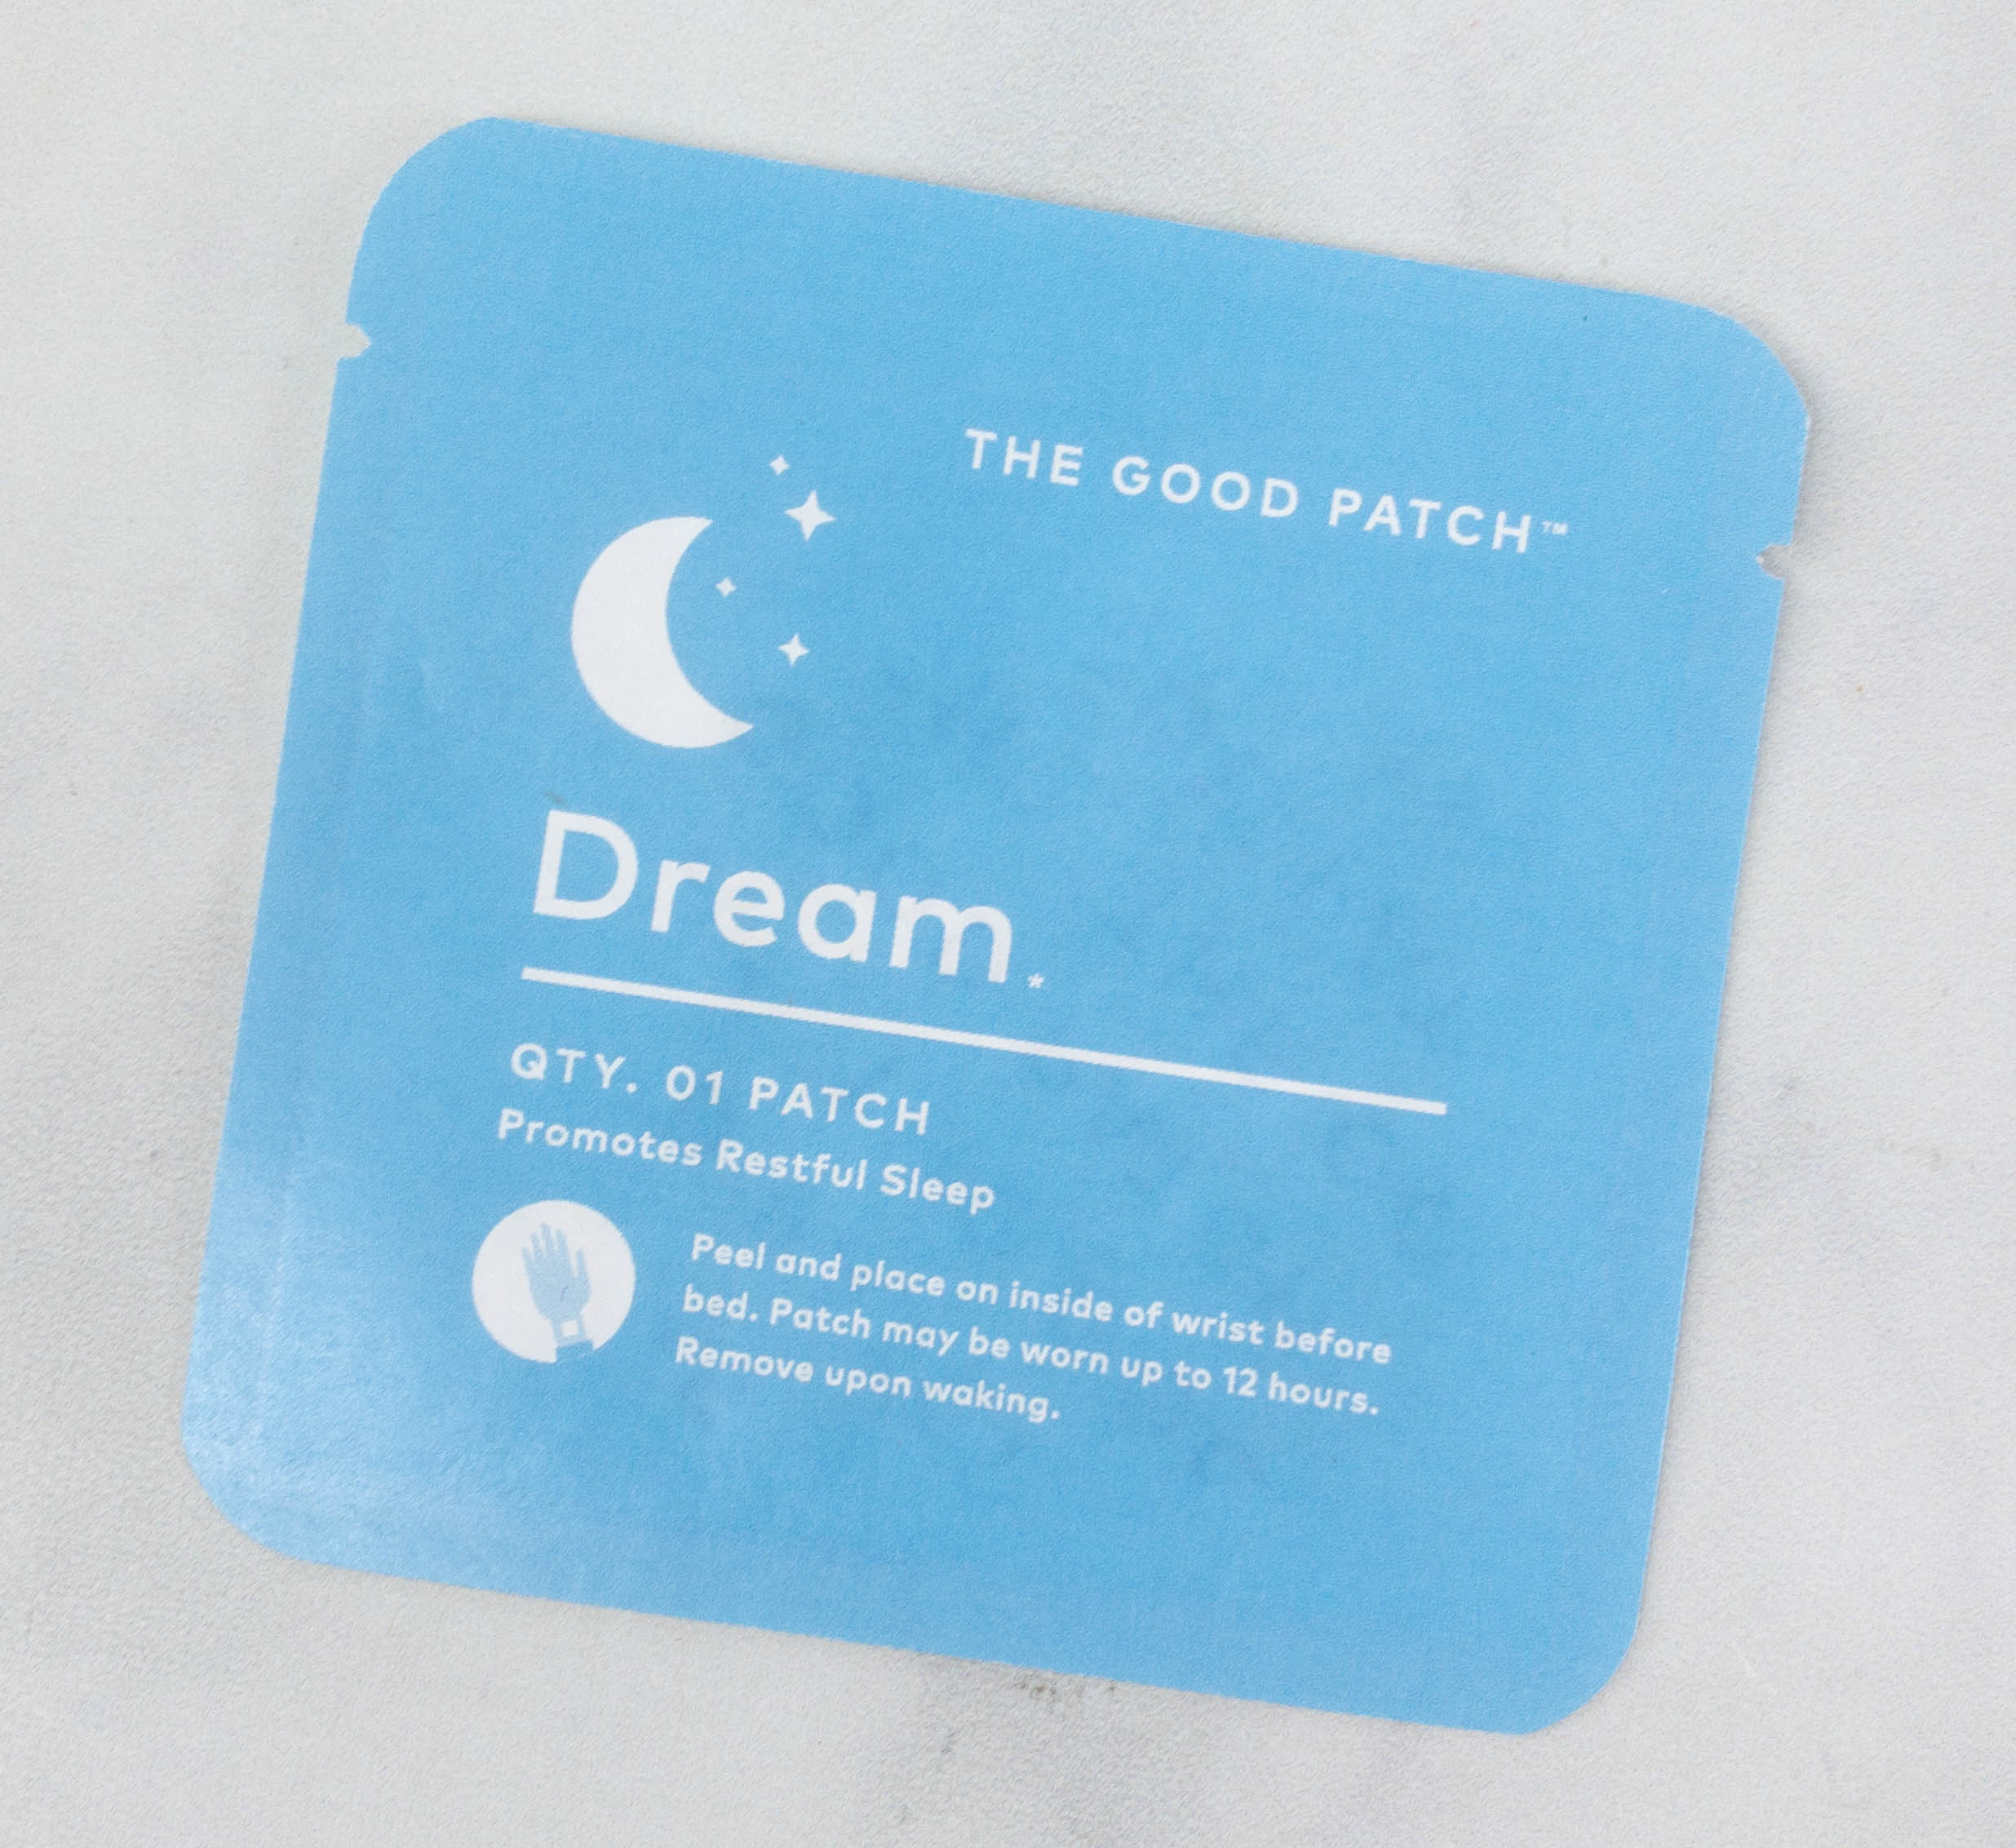 THE GOOD PATCH™
Dream.*
QTY. 01 PATCH
Promotes Restful Sleep
Peel and place on inside of wrist before
bed. Patch may be worn up to 12 hours.
Remove upon waking.